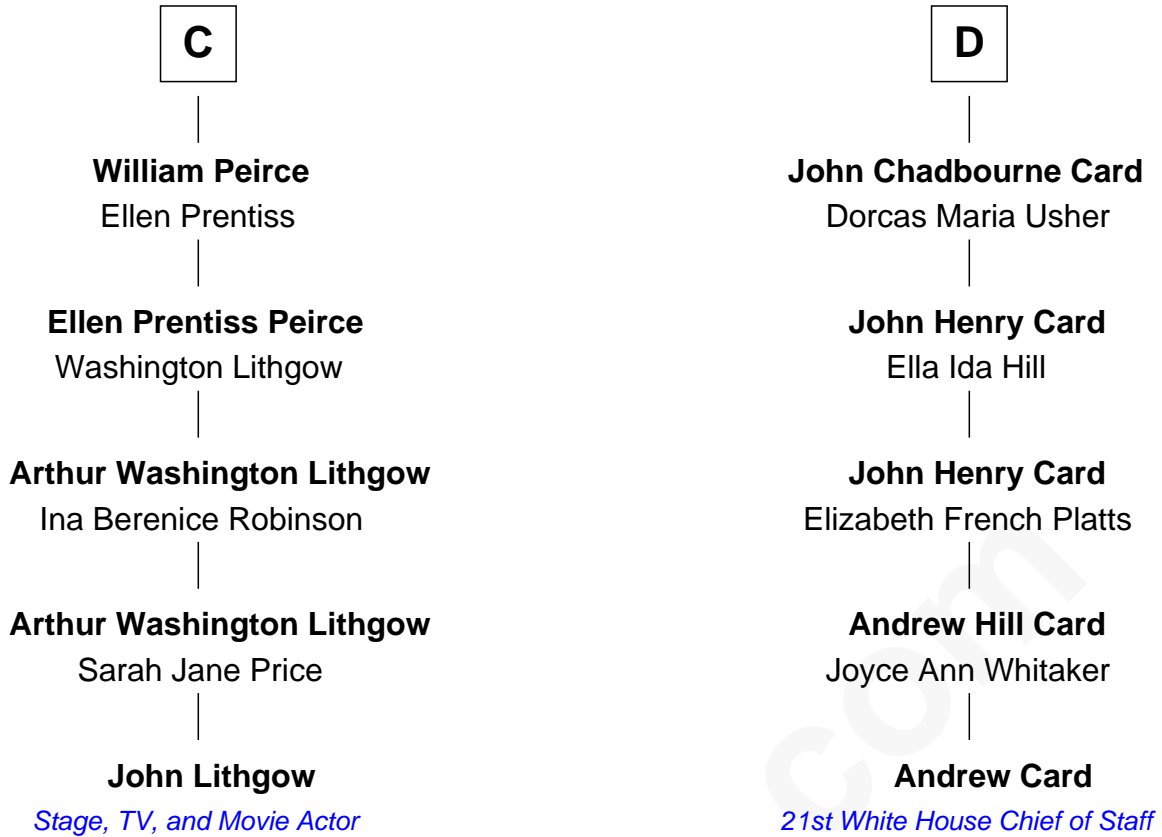 C
William Peirce
Ellen Prentiss
Ellen Prentiss Peirce
Washington Lithgow
Arthur Washington Lithgow
Ina Berenice Robinson
Arthur Washington Lithgow
Sarah Jane Price
John Lithgow
Stage, TV, and Movie Actor
D
John Chadbourne Card
Dorcas Maria Usher
John Henry Card
Ella Ida Hill
John Henry Card
Elizabeth French Platts
Andrew Hill Card
Joyce Ann Whitaker
Andrew Card
21st White House Chief of Staff
com